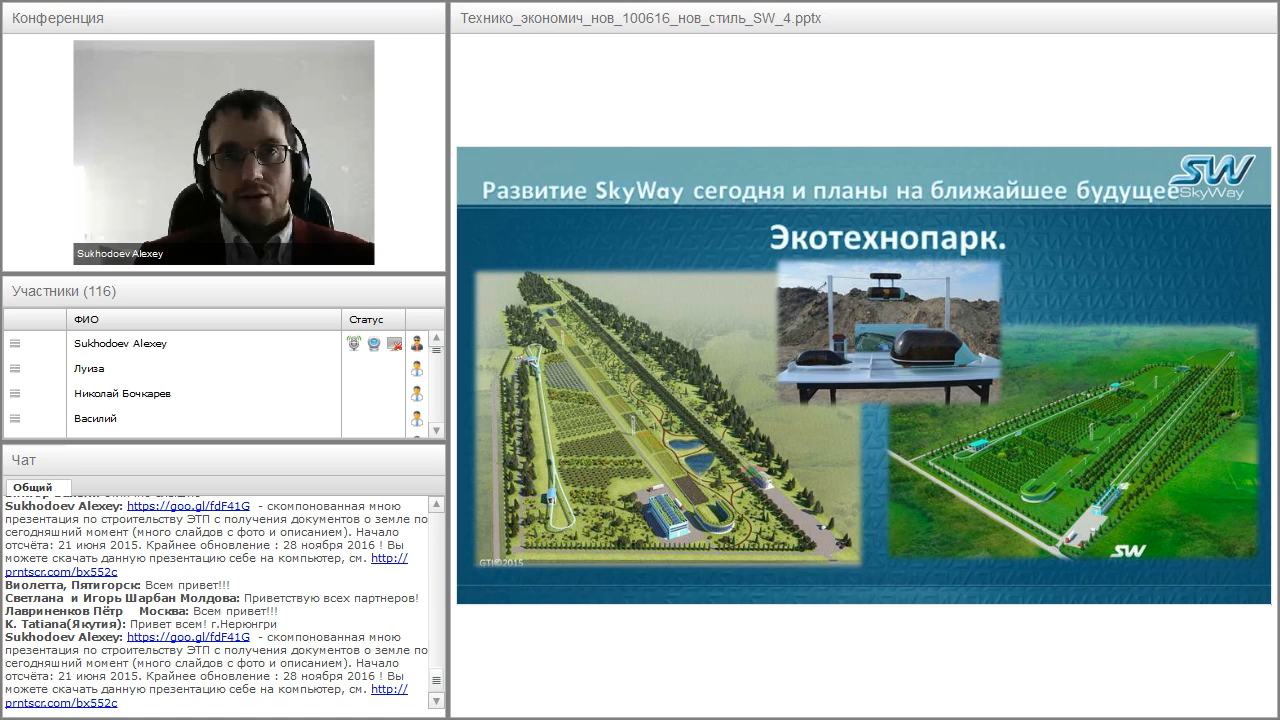 Конференция
Sukhodoev Alexey
Участники (116)
ФИО
Статус
Sukhodoev Alexey
Луиза
Николай Бочкарев
Василий
Чат
Общий
Sukhodoev Alexey: https://goo.gl/fdF41G - скомпонованная мною
презентация по строительству ЭТП с получения документов о земле по
сегодняшний момент (много слайдов с фото и описанием). Начало
отсчёта: 21 июня 2015. Крайнее обновление : 28 ноября 2016 ! Вы
можете скачать данную презентацию себе на компьютер, см. http://
prntscr.com/bx552c
Виолетта, Пятигорск: Всем привет!!!
Светлана и Игорь Шарбан Молдова: Приветствую всех партнеров!
Лавриненков Пётр Москва: Всем привет!!!
K. Tatiana(Якутия): Привет всем! г.Нерюнгри
Sukhodoev Alexey: https://goo.gl/fdF41G - скомпонованная мною
презентация по строительству ЭТП с получения документов о земле по
сегодняшний момент (много слайдов с фото и описанием). Начало
отсчёта: 21 июня 2015. Крайнее обновление : 28 ноября 2016 ! Вы
можете скачать данную презентацию себе на компьютер, см. http://
prntscr.com/bx552c
Технико_экономич_нов_100616_нов_стиль_SW_4.pptx
SW
SkyWay
Развитие SkyWay сегодня и планы на ближайшее будущее
Экотехнопарк.
GTI©2015
SW